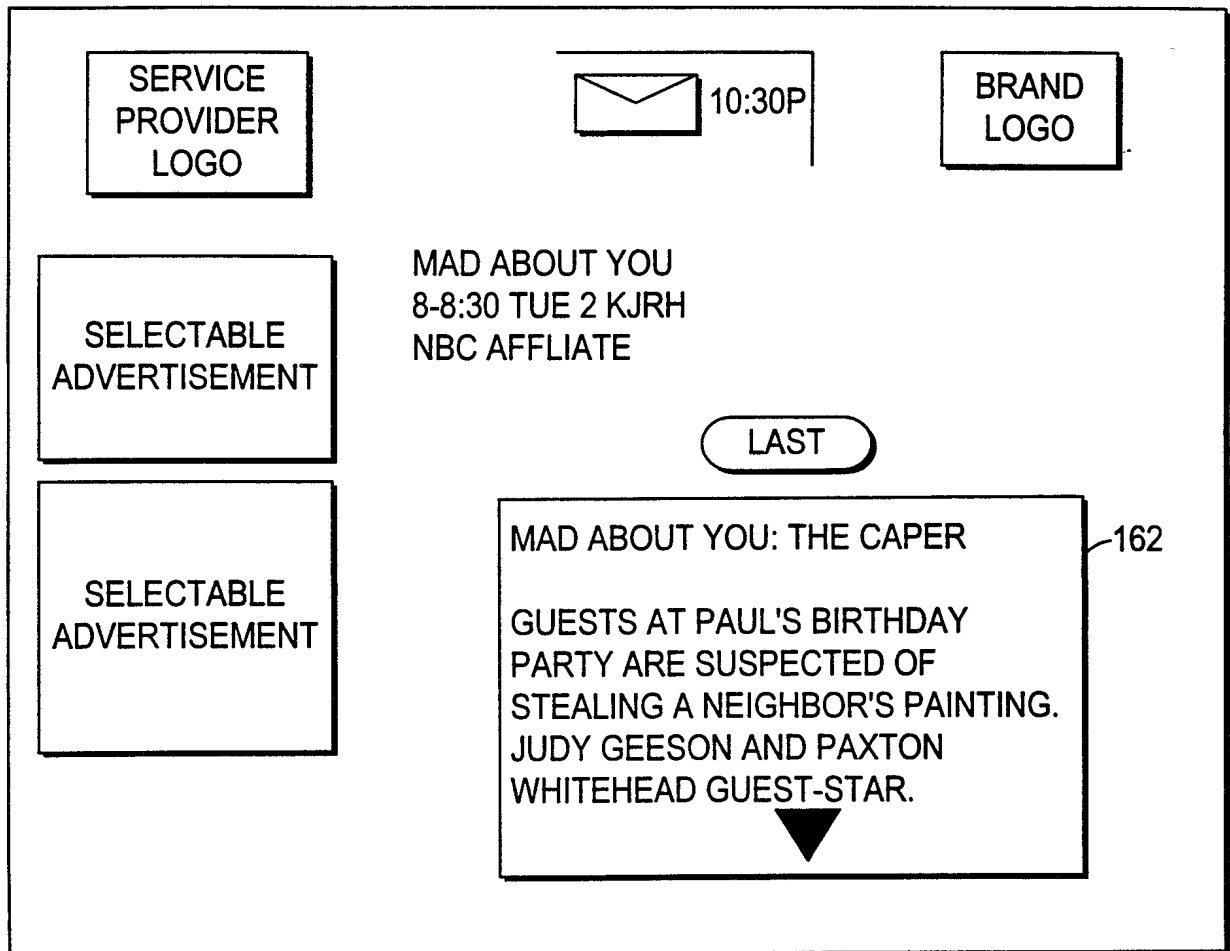 SERVICE
PROVIDER
LOGO
10:30P
BRAND
LOGO
SELECTABLE
ADVERTISEMENT
MAD ABOUT YOU
8-8:30 TUE 2 KJRH
NBC AFFLIATE
LAST
SELECTABLE
ADVERTISEMENT
MAD ABOUT YOU: THE CAPER
162
GUESTS AT PAUL'S BIRTHDAY
PARTY ARE SUSPECTED OF
STEALING A NEIGHBOR'S PAINTING.
JUDY GEESON AND PAXTON
WHITEHEAD GUEST-STAR.